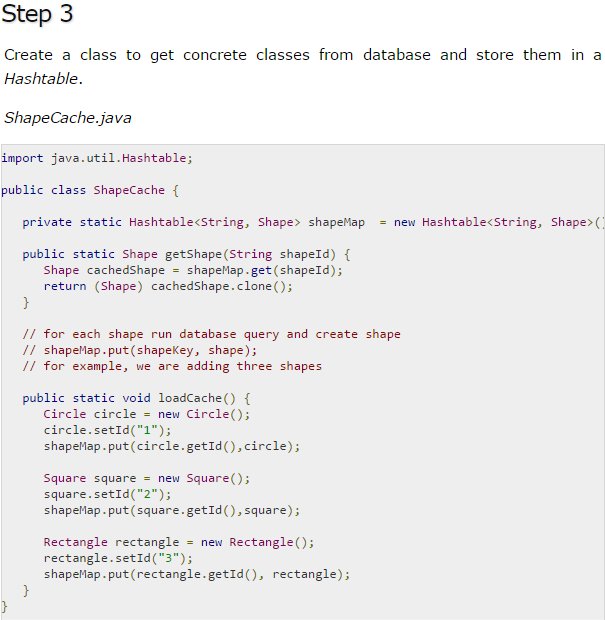 Step 3
Create a class to get concrete classes from database and store them in a
Hashtable.
ShapeCache.java
import java.util.Hashtable;
public class ShapeCache {
private static Hashtable<String, Shape> shapeMap  = new Hashtable<String, Shape>()
public static Shape getShape(String shapeId) {
Shape cachedShape = shapeMap.get(shapeId);
return (Shape) cachedShape.clone();
}
// for each shape run database query and create shape
// shapeMap.put(shapeKey, shape);
// for example, we are adding three shapes
public static void loadCache() {
Circle circle = new Circle();
circle.setId("1");
shapeMap.put(circle.getId(),circle);
Square square = new Square();
square.setId("2");
shapeMap.put(square.getId(),square);
Rectangle rectangle = new Rectangle();
rectangle.setId("3");
shapeMap.put(rectangle.getId(), rectangle);
}
}